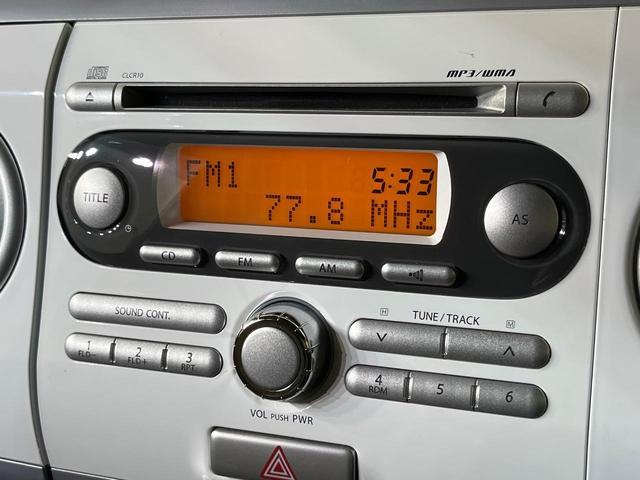 CLCR10
MP3/WMA
FM1 5:33
77.8 MHz
TITLE
AS
CD
FM
AM
SOUND CONT.
H TUNE/TRACK M
1 FLD-
2 FLD+
3 RPT
4 RDM
5
6
VOL PUSH PWR